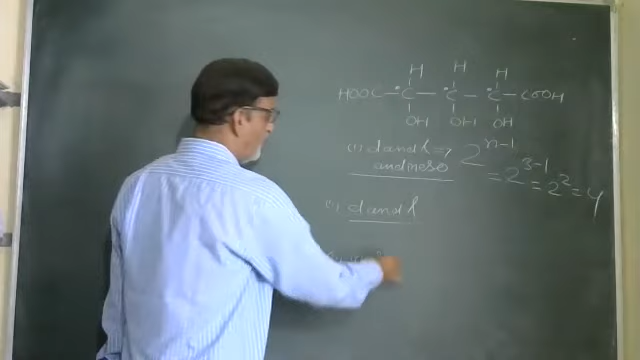 H H H
HOOC — C — C — C — COOH
OH OH OH
(i) d and l => 2^n-1
and meso = 2^3-1 = 2^2 = 4
(i) d and l